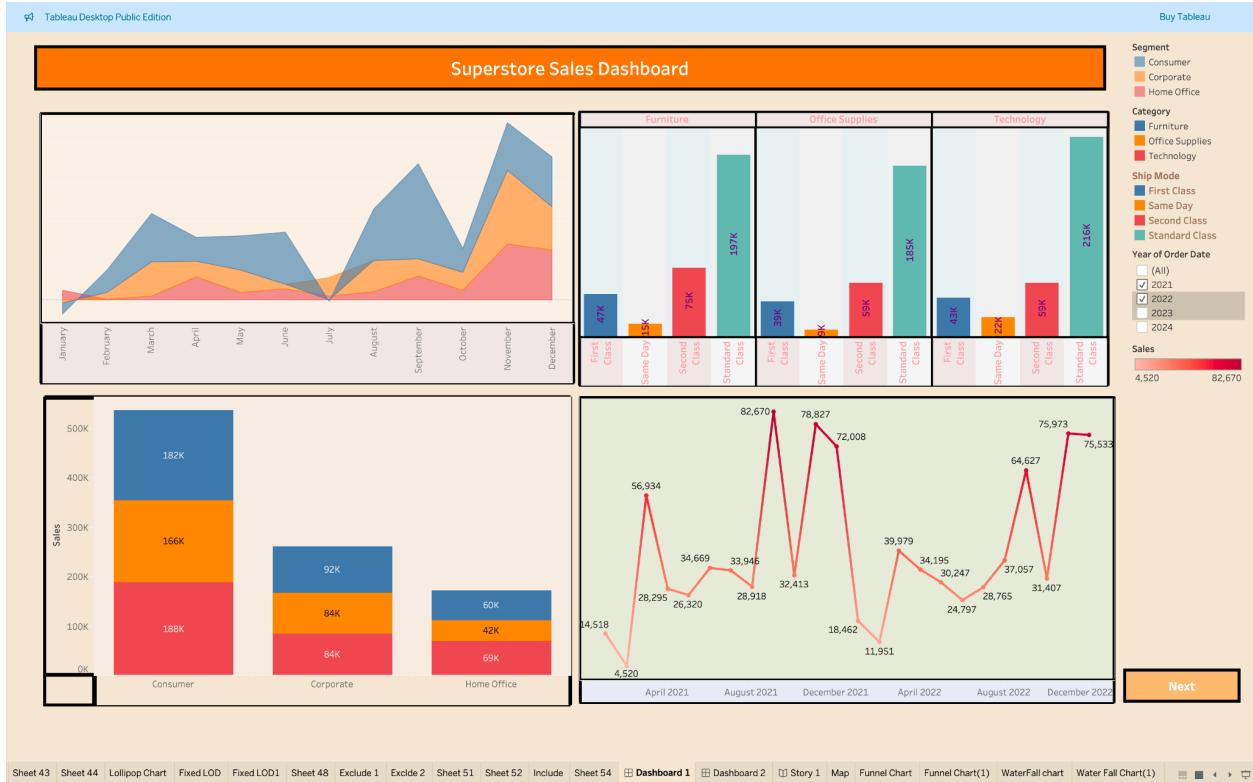 Tableau Desktop Public Edition
Buy Tableau
Superstore Sales Dashboard
Segment
Consumer
Corporate
Home Office
Category
Furniture
Office Supplies
Technology
Ship Mode
First Class
Same Day
Second Class
Standard Class
Year of Order Date
(All)
2021
2022
2023
2024
Sales
4,520 82,670
January
February
March
April
May
June
July
August
September
October
November
December
Furniture Office Supplies Technology
47K
15K
75K
197K
39K
9K
59K
185K
43K
22K
59K
216K
First Class
Same Day
Second Class
Standard Class
First Class
Same Day
Second Class
Standard Class
First Class
Same Day
Second Class
Standard Class
Sales
500K
400K
300K
200K
100K
0K
182K
166K
188K
92K
84K
84K
60K
42K
69K
Consumer Corporate Home Office
14,518
4,520
56,934
28,295
26,320
34,669
33,946
28,918
82,670
32,413
78,827
72,008
18,462
11,951
39,979
34,195
30,247
24,797
28,765
37,057
64,627
31,407
75,973
75,533
April 2021 August 2021 December 2021 April 2022 August 2022 December 2022
Next
Sheet 43 Sheet 44 Lollipop Chart Fixed LOD Fixed LOD1 Sheet 48 Exclude 1 Exclde 2 Sheet 51 Sheet 52 Include Sheet 54 Dashboard 1 Dashboard 2 Story 1 Map Funnel Chart Funnel Chart(1) WaterFall chart Water Fall Chart(1)